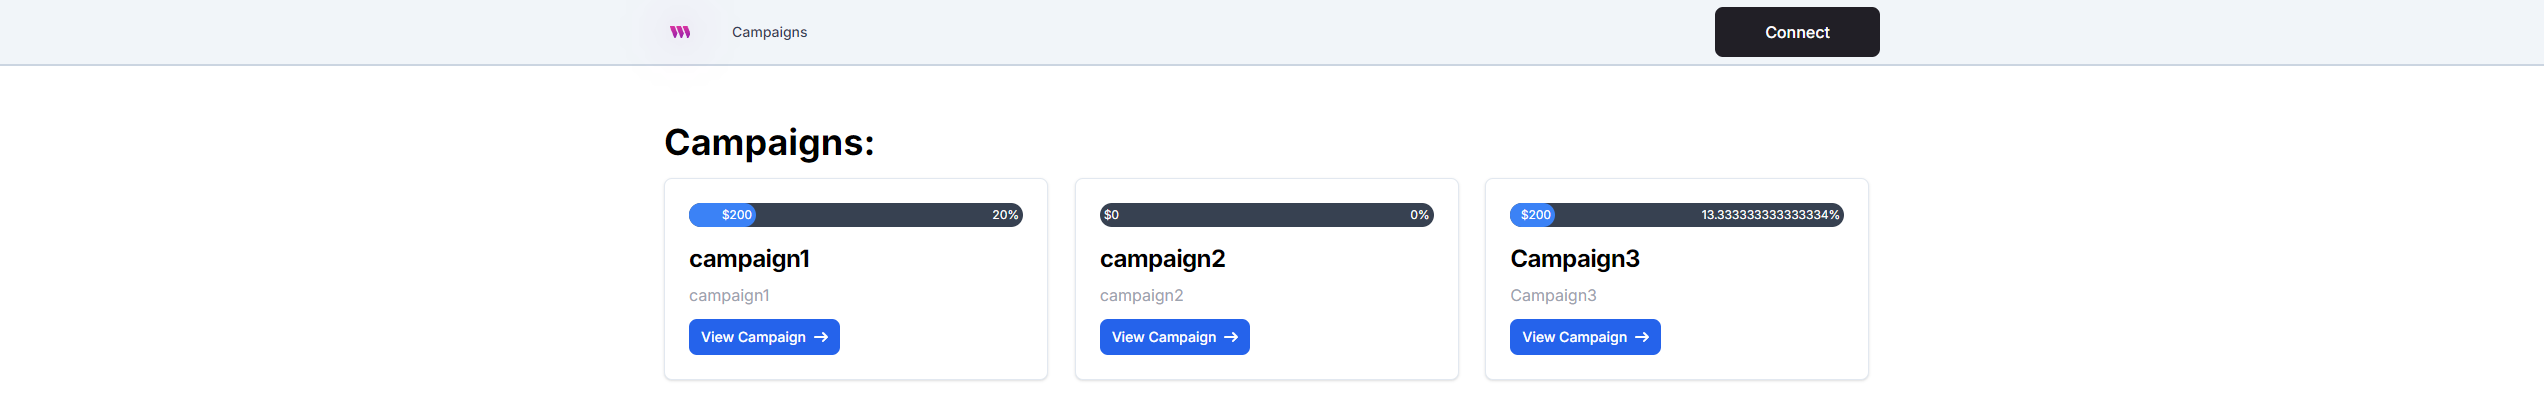 Campaigns
Connect
Campaigns:
$200 20%
campaign1
campaign1
View Campaign →
$0 0%
campaign2
campaign2
View Campaign →
$200 13.333333333333334%
Campaign3
Campaign3
View Campaign →